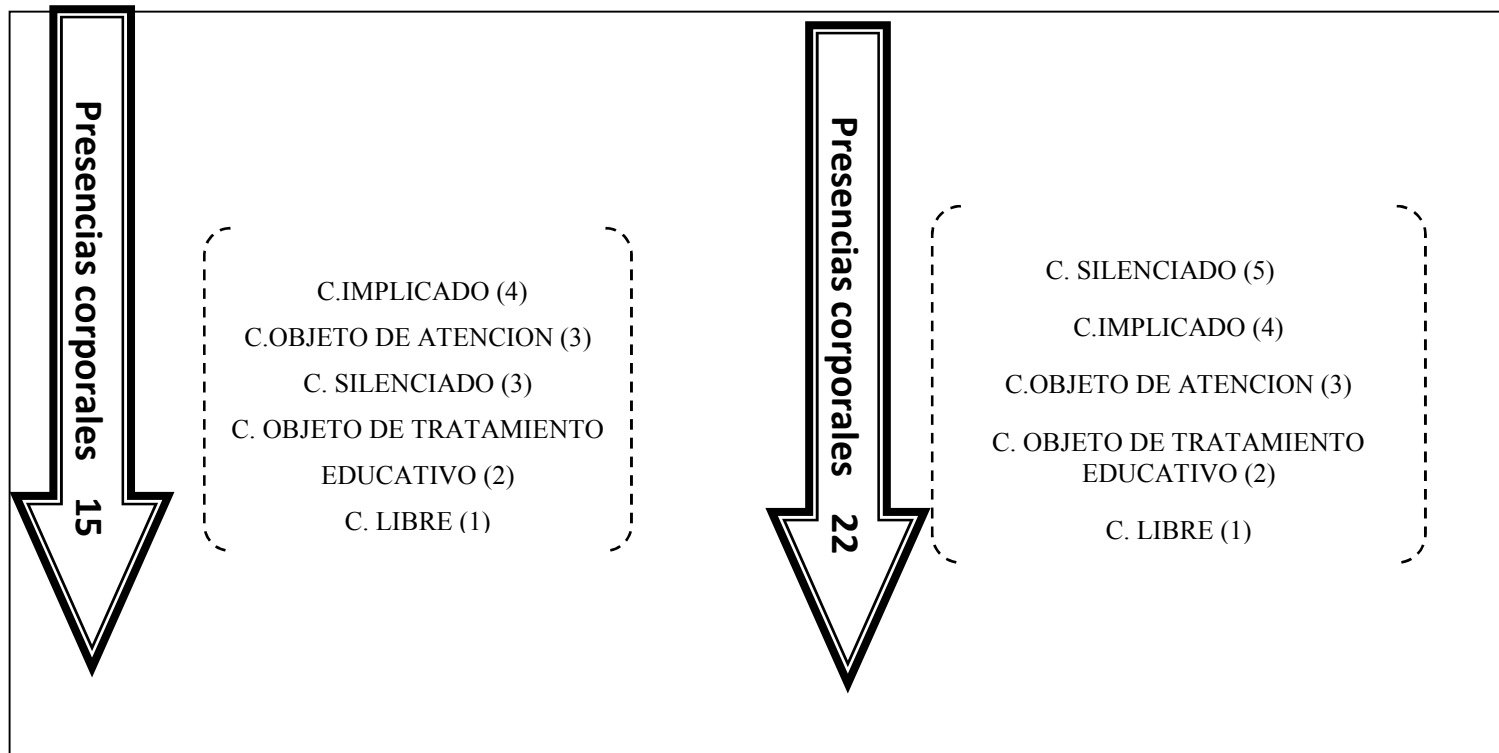 Presencias corporales 15
C.IMPLICADO (4)
C.OBJETO DE ATENCION (3)
C. SILENCIADO (3)
C. OBJETO DE TRATAMIENTO
EDUCATIVO (2)
C. LIBRE (1)
Presencias corporales 22
C. SILENCIADO (5)
C.IMPLICADO (4)
C.OBJETO DE ATENCION (3)
C. OBJETO DE TRATAMIENTO
EDUCATIVO (2)
C. LIBRE (1)